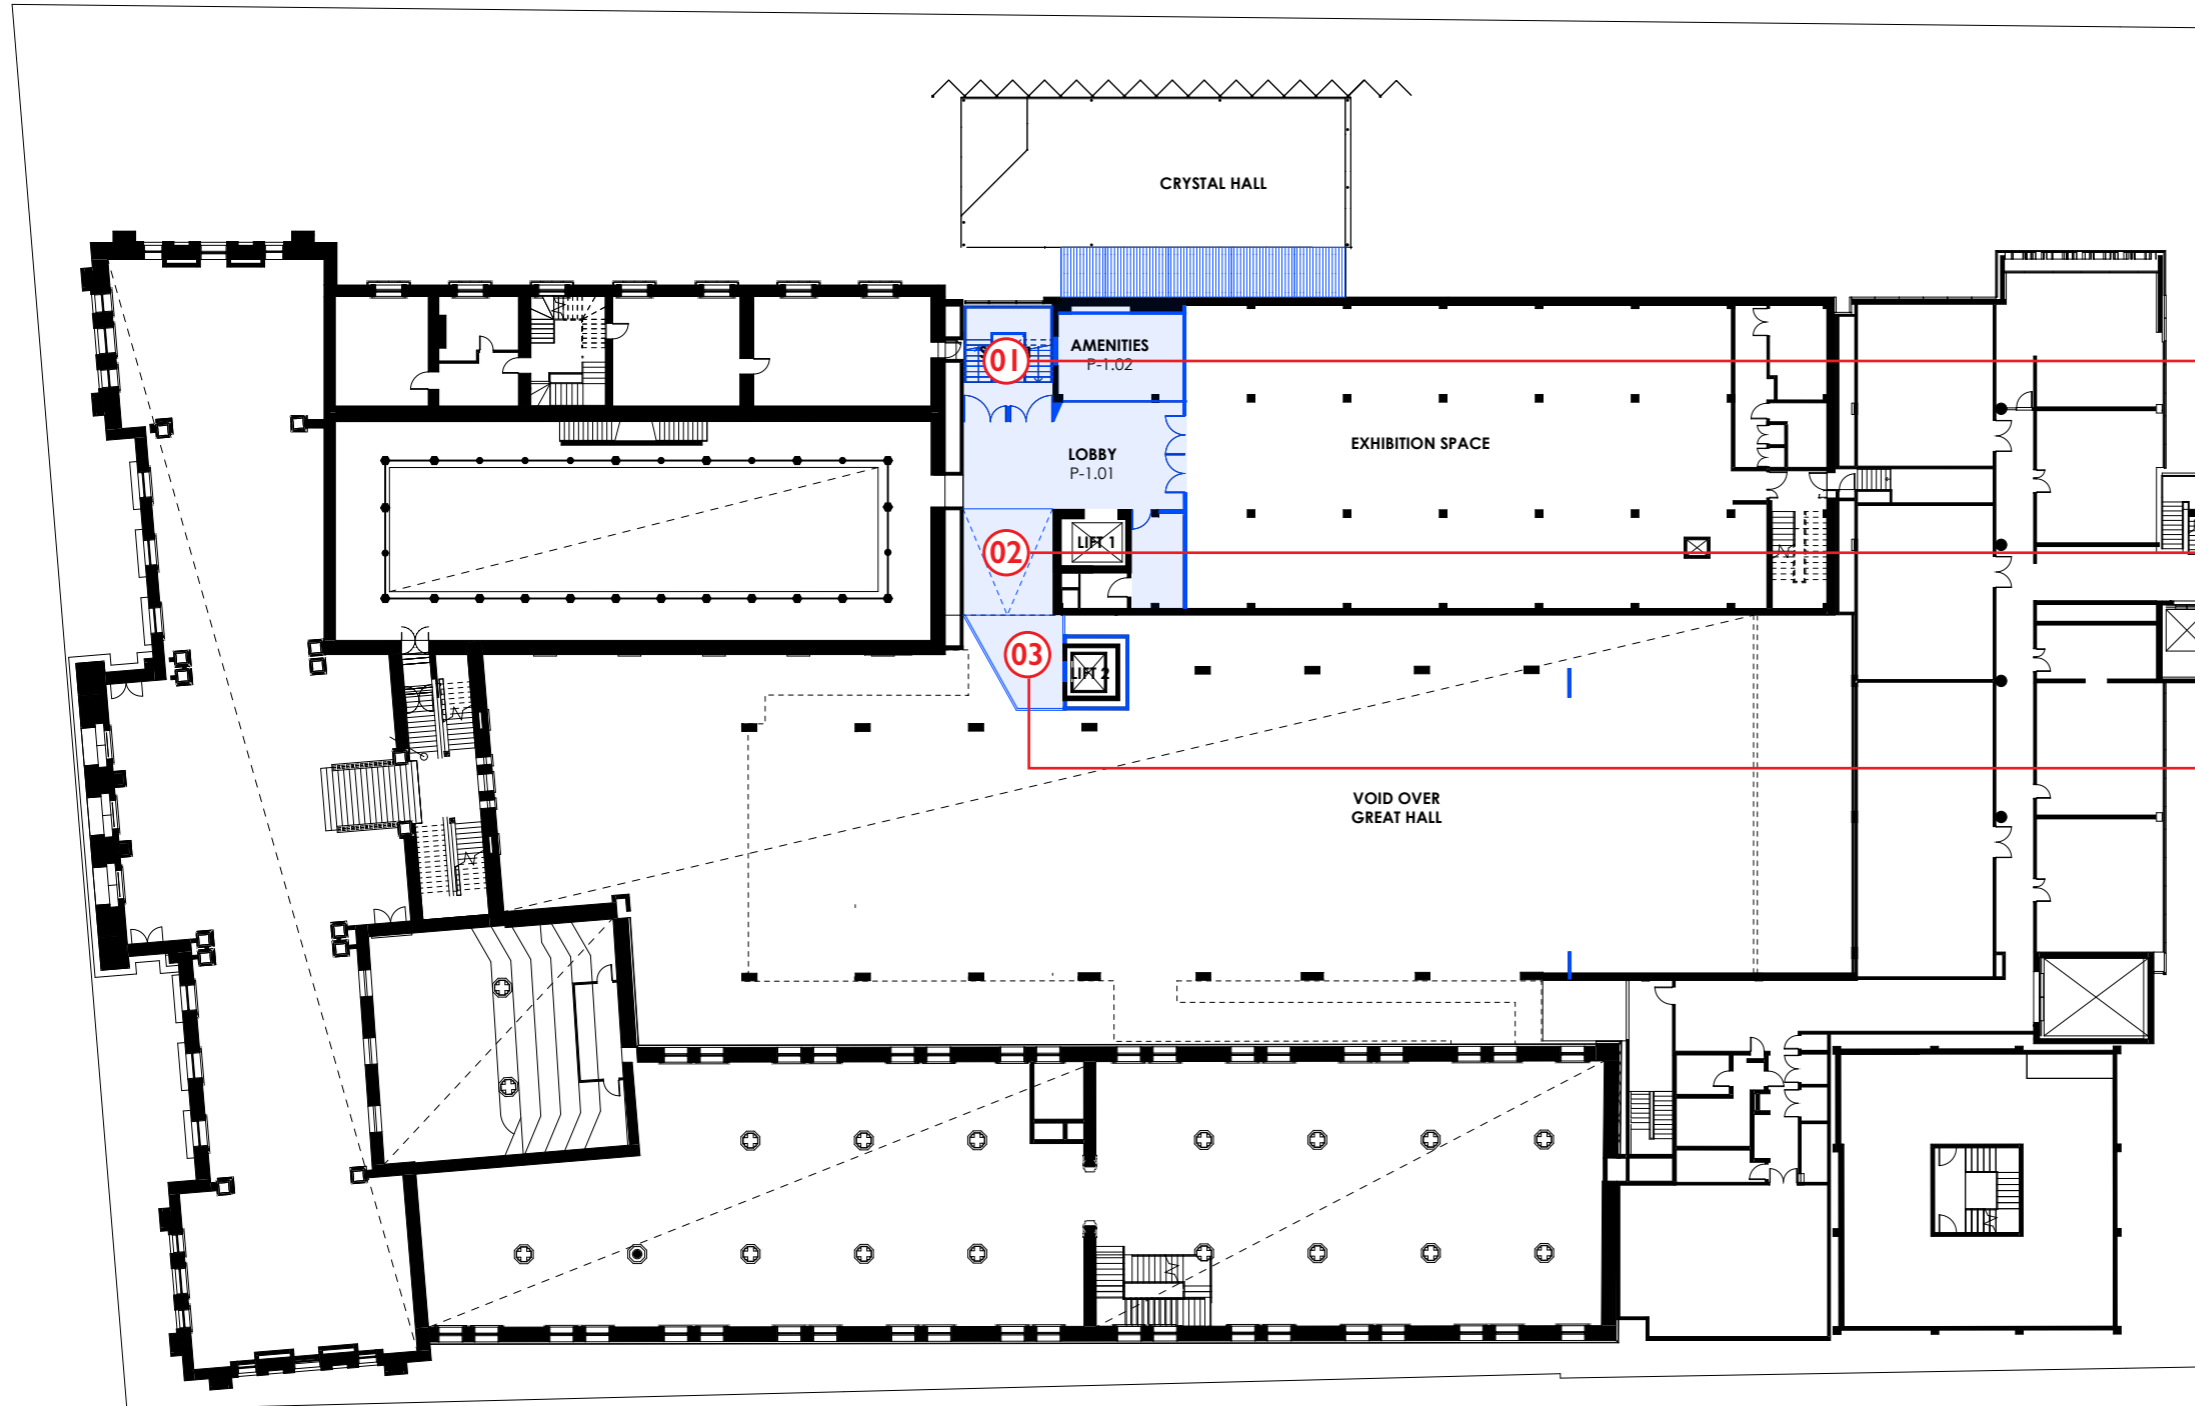 CRYSTAL HALL
01
AMENITIES
P-1.02
LOBBY
P-1.01
EXHIBITION SPACE
LIFT 1
02
03
LIFT 2
VOID OVER
GREAT HALL